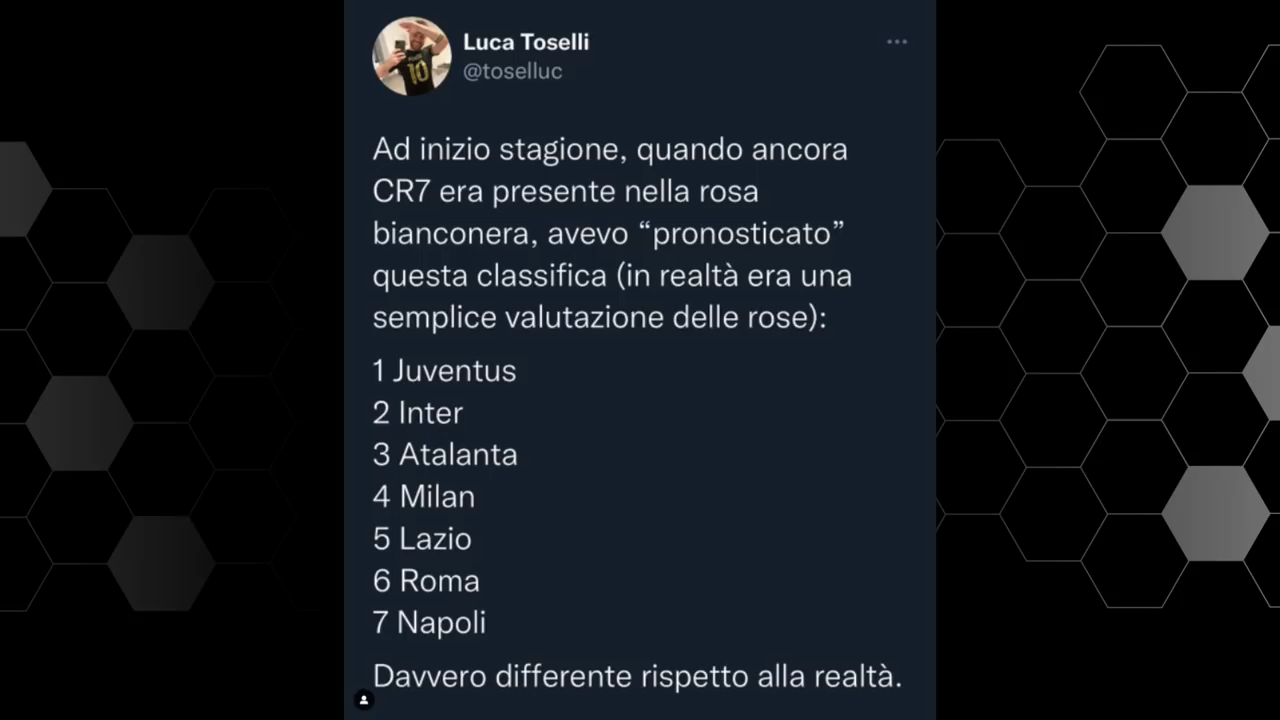 Luca Toselli
@toselluc
Ad inizio stagione, quando ancora
CR7 era presente nella rosa
bianconera, avevo “pronosticato”
questa classifica (in realtà era una
semplice valutazione delle rose):
1 Juventus
2 Inter
3 Atalanta
4 Milan
5 Lazio
6 Roma
7 Napoli
Davvero differente rispetto alla realtà.